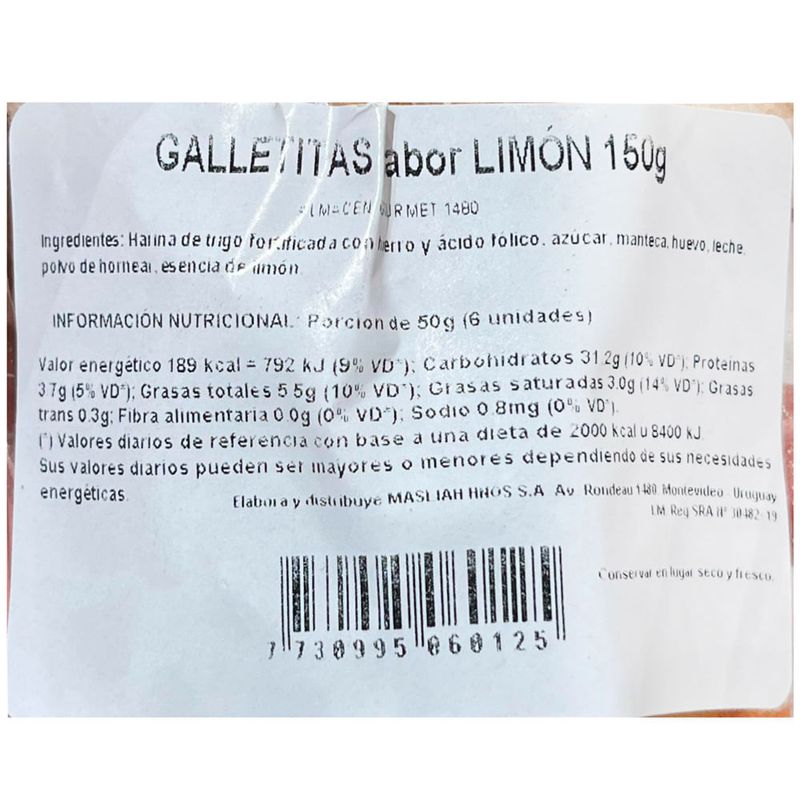 GALLETITAS abor LIMÓN 150g
ALMACEN GURMET 1480
Ingredientes: Harina de trigo fortificada con hierro y ácido fólico, azúcar, manteca, huevo, leche,
polvo de hornear, esencia de limón
INFORMACIÓN NUTRICIONAL: Porcion de 50g (6 unidades)
Valor energético 189 kcal = 792 kJ (9% VD*); Carbohidratos 31.2g (10% VD*); Proteínas
3.7g (5% VD*); Grasas totales 5.5g (10% VD*); Grasas saturadas 3.0g (14% VD*); Grasas
trans 0.3g; Fibra alimentaria 0.0g (0% VD*); Sodio 0.8mg (0% VD*).
(*) Valores diarios de referencia con base a una dieta de 2000 kcal u 8400 kJ.
Sus valores diarios pueden ser mayores o menores dependiendo de sus necesidades
energéticas.
Elabora y distribuye MASLIAH HNOS S.A Av. Rondeau 1480 Montevideo - Uruguay
I.M. Reg SRA Nº 30482-19
Conservar en lugar seco y fresco.
7 730995 060125